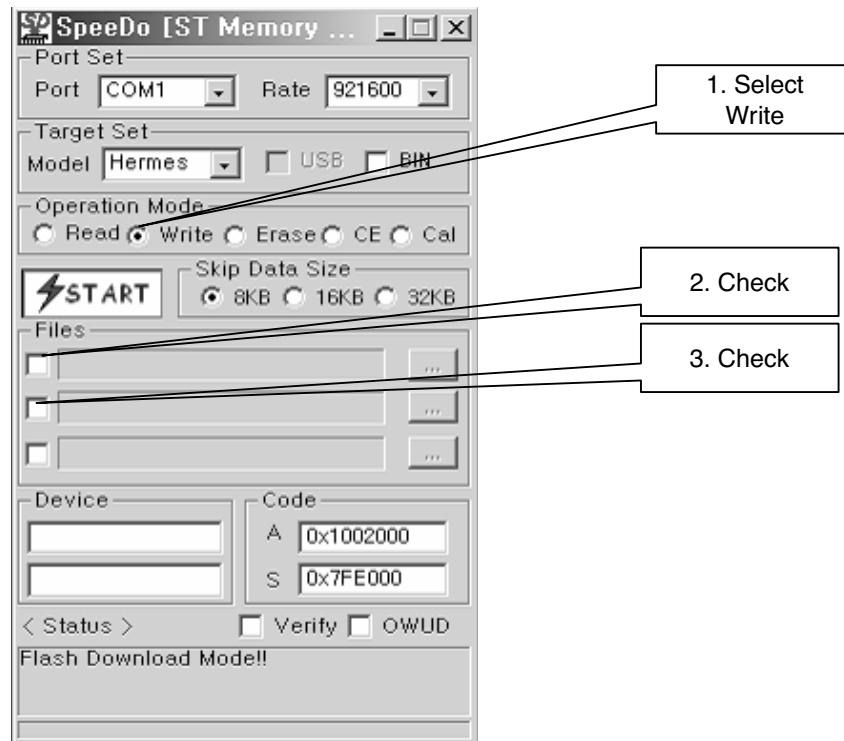 SpeeDo [ST Memory ...
Port Set
Port COM1 Rate 921600
1. Select
Write
Target Set
Model Hermes USB BIN
Operation Mode
Read Write Erase CE Cal
START
Skip Data Size
8KB 16KB 32KB
2. Check
Files
...
3. Check
...
...
Device
Code
A 0x1002000
S 0x7FE000
< Status > Verify OWUD
Flash Download Mode!!